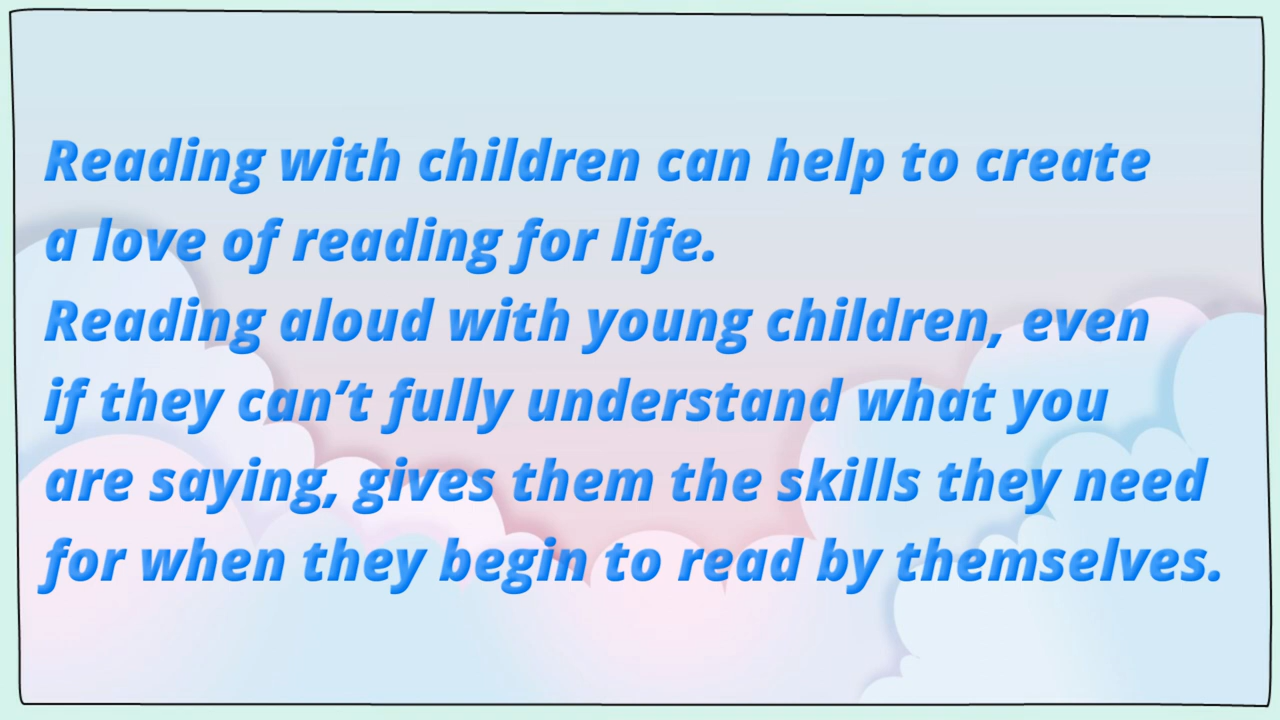 Reading with children can help to create
a love of reading for life.
Reading aloud with young children, even
if they can’t fully understand what you
are saying, gives them the skills they need
for when they begin to read by themselves.